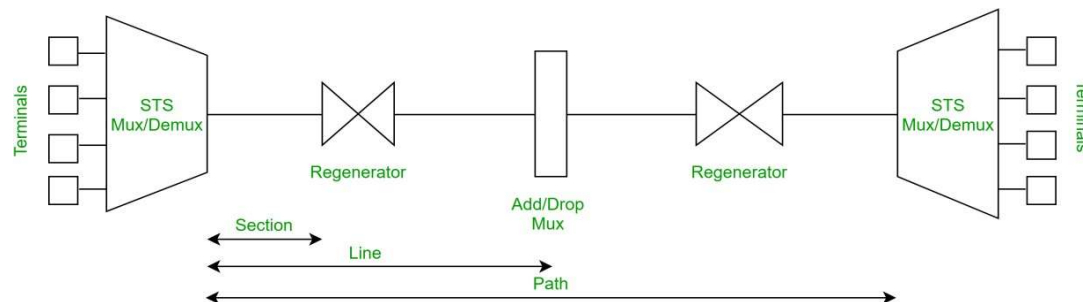 Terminals
STS
Mux/Demux
Regenerator
Add/Drop
Mux
Regenerator
STS
Mux/Demux
Terminals
Section
Line
Path